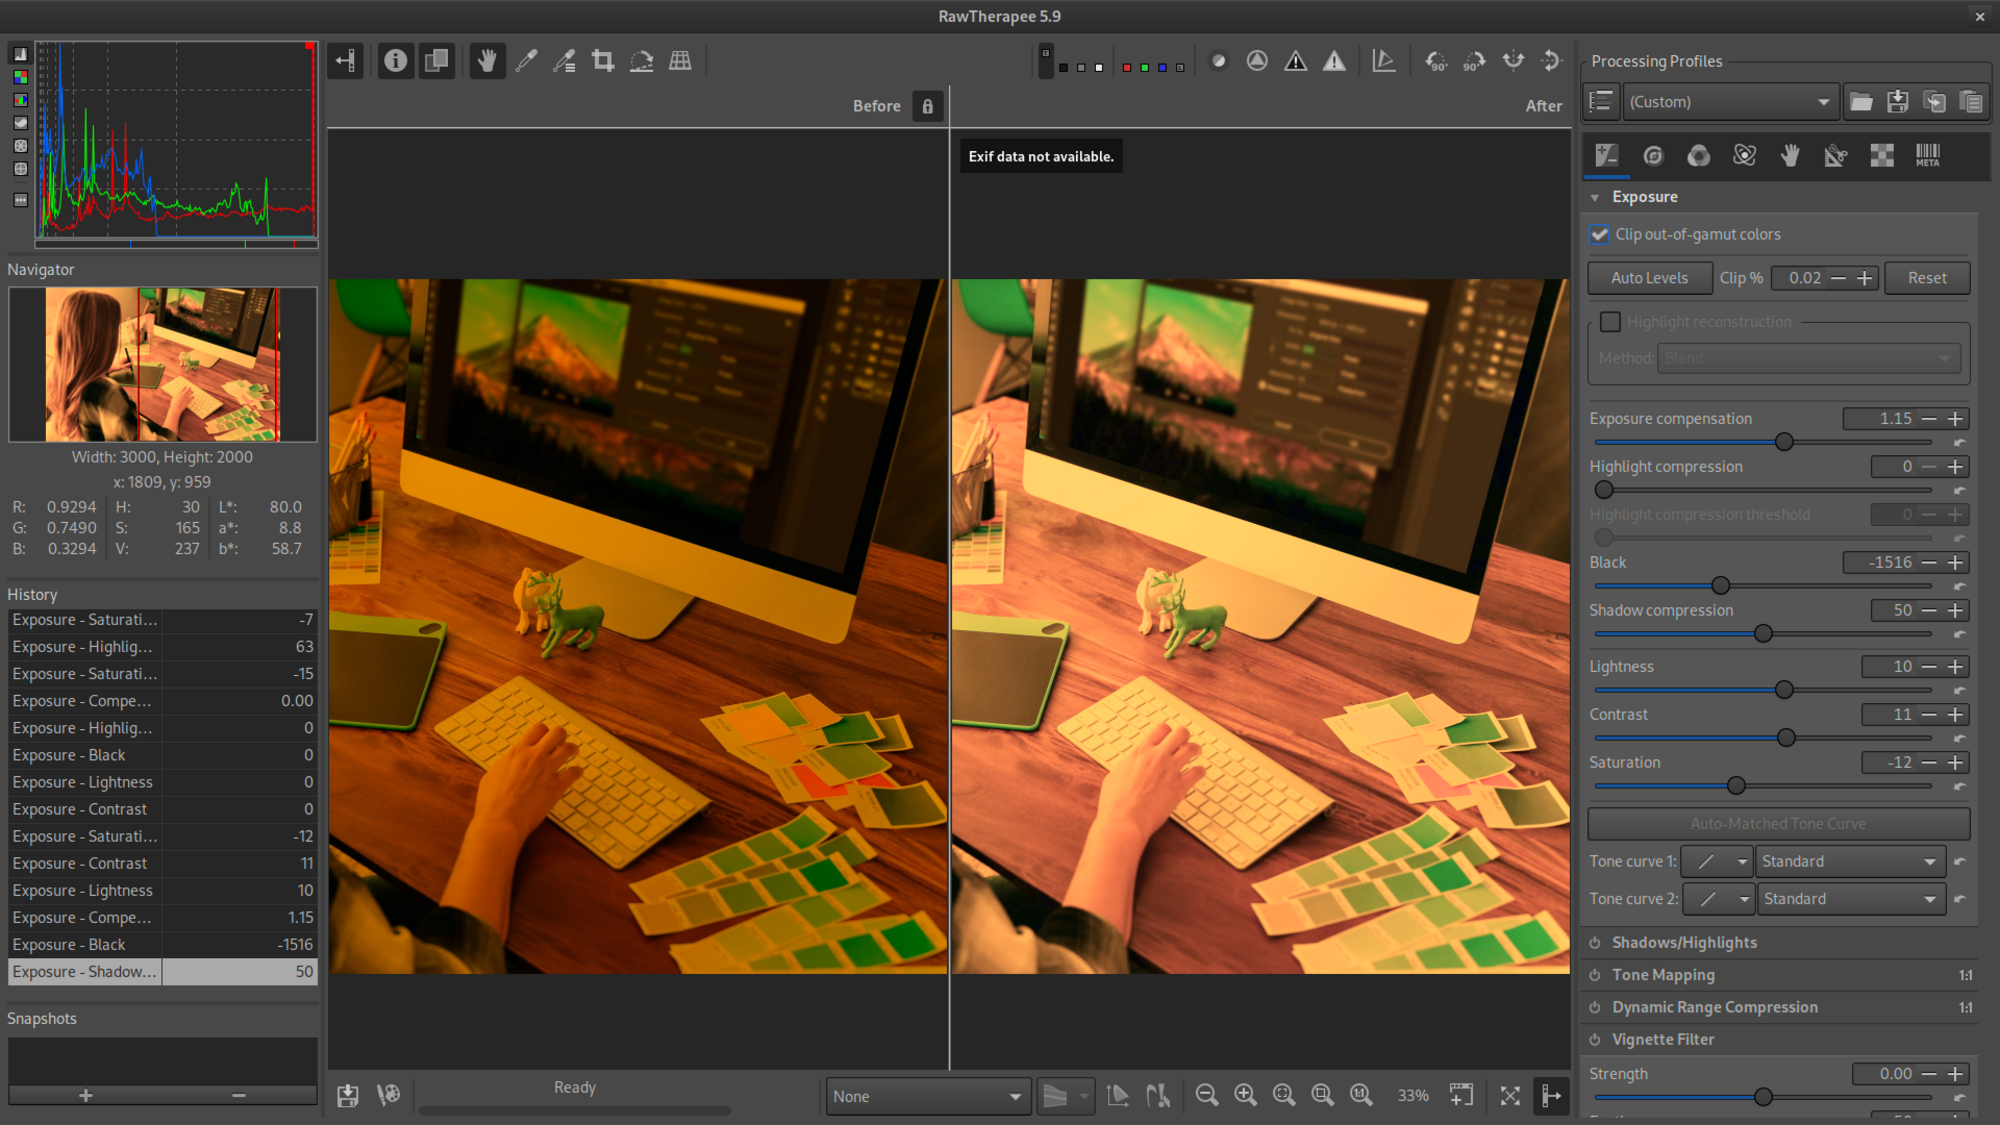 RawTherapee 5.9
Before
After
Exif data not available.
Navigator
Width: 3000, Height: 2000
x: 1809, y: 959
R: 0.9294 H: 30 L*: 80.0
G: 0.7490 S: 165 a*: 8.8
B: 0.3294 V: 237 b*: 58.7
History
Exposure - Saturati... -7
Exposure - Highlig... 63
Exposure - Saturati... -15
Exposure - Compe... 0.00
Exposure - Highlig... 0
Exposure - Black 0
Exposure - Lightness 0
Exposure - Contrast 0
Exposure - Saturati... -12
Exposure - Contrast 11
Exposure - Lightness 10
Exposure - Compe... 1.15
Exposure - Black -1516
Exposure - Shadow... 50
Snapshots
Ready
None
33%
Processing Profiles
(Custom)
META
Exposure
Clip out-of-gamut colors
Auto Levels Clip % 0.02 Reset
Highlight reconstruction
Method: Blend
Exposure compensation 1.15
Highlight compression 0
Highlight compression threshold 0
Black -1516
Shadow compression 50
Lightness 10
Contrast 11
Saturation -12
Auto-Matched Tone Curve
Tone curve 1: Standard
Tone curve 2: Standard
Shadows/Highlights
Tone Mapping 1:1
Dynamic Range Compression 1:1
Vignette Filter
Strength 0.00